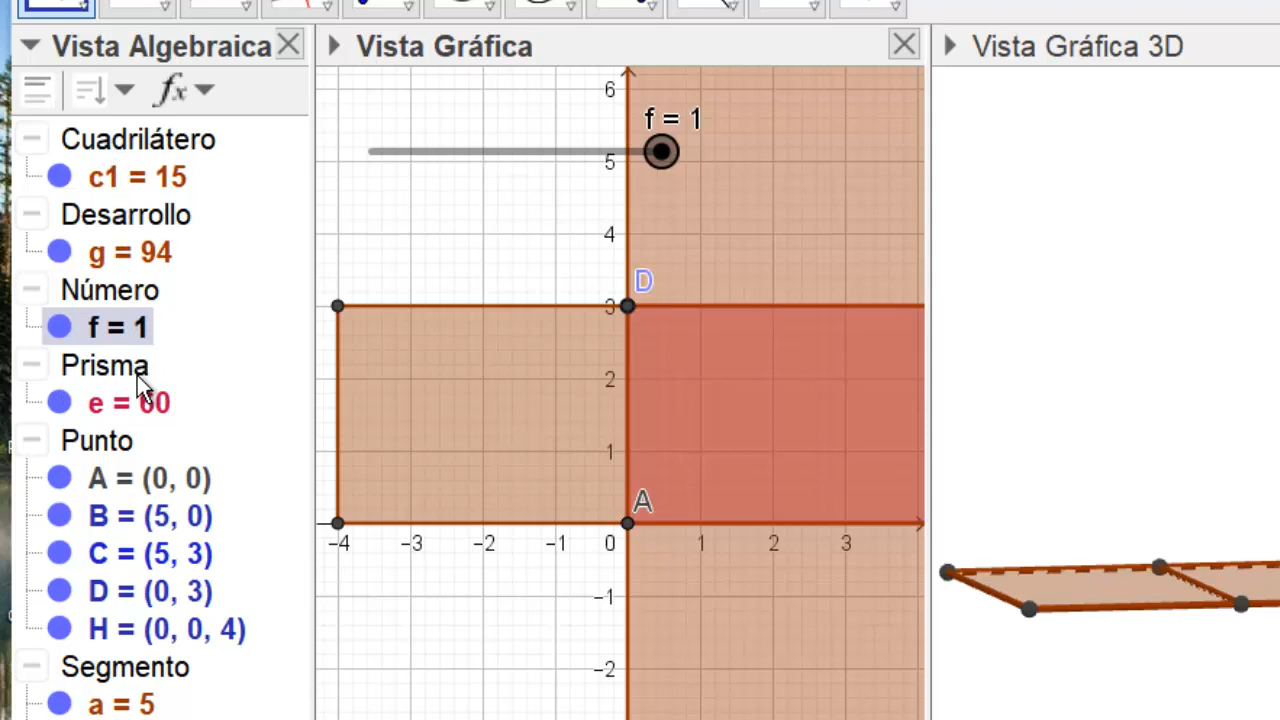 Vista Algebraica
Vista Gráfica
Vista Gráfica 3D
fx
Cuadrilátero
c1 = 15
Desarrollo
g = 94
Número
f = 1
Prisma
e = 60
Punto
A = (0, 0)
B = (5, 0)
C = (5, 3)
D = (0, 3)
H = (0, 0, 4)
Segmento
a = 5
6
f = 1
5
4
D
3
2
1
A
−4 −3 −2 −1 0 1 2 3
−1
−2